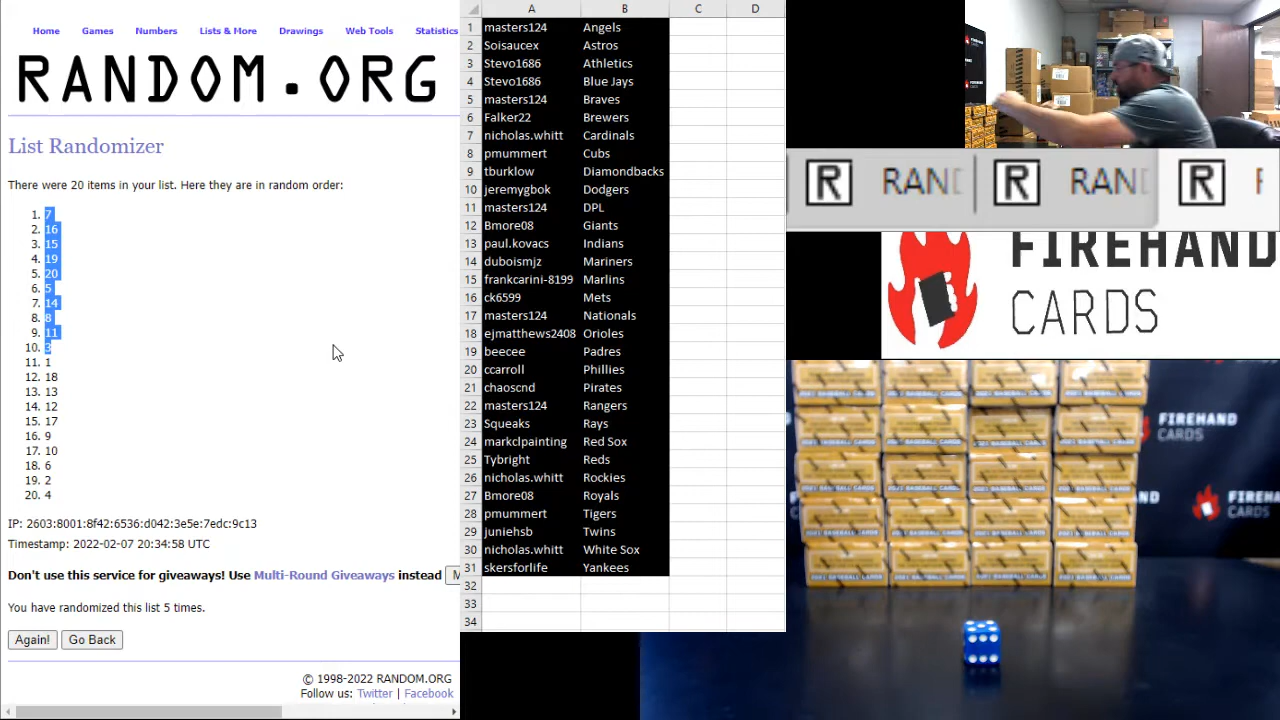 Home Games Numbers Lists & More Drawings Web Tools Statistics
RANDOM.ORG
List Randomizer
There were 20 items in your list. Here they are in random order:
1. 7
2. 16
3. 15
4. 19
5. 20
6. 5
7. 14
8. 8
9. 11
10. 3
11. 1
12. 18
13. 13
14. 12
15. 17
16. 9
17. 10
18. 6
19. 2
20. 4
IP: 2603:8001:8f42:6536:d042:3e5e:7edc:9c13
Timestamp: 2022-02-07 20:34:58 UTC
Don't use this service for giveaways! Use Multi-Round Giveaways instead M
You have randomized this list 5 times.
Again! Go Back
© 1998-2022 RANDOM.ORG
Follow us: Twitter | Facebook
A B C D
1 masters124 Angels
2 Soisaucex Astros
3 Stevo1686 Athletics
4 Stevo1686 Blue Jays
5 masters124 Braves
6 Falker22 Brewers
7 nicholas.whitt Cardinals
8 pmummert Cubs
9 tburklow Diamondbacks
10 jeremygbok Dodgers
11 masters124 DPL
12 Bmore08 Giants
13 paul.kovacs Indians
14 duboismjz Mariners
15 frankcarini-8199 Marlins
16 ck6599 Mets
17 masters124 Nationals
18 ejmatthews2408 Orioles
19 beecee Padres
20 ccarroll Phillies
21 chaoscnd Pirates
22 masters124 Rangers
23 Squeaks Rays
24 markclpainting Red Sox
25 Tybright Reds
26 nicholas.whitt Rockies
27 Bmore08 Royals
28 pmummert Tigers
29 juniehsb Twins
30 nicholas.whitt White Sox
31 skersforlife Yankees
32
33
34
R RAND R RAN R
FIREHAND
CARDS
FIREHAND
CARDS
2021 BASEBALL CARDS